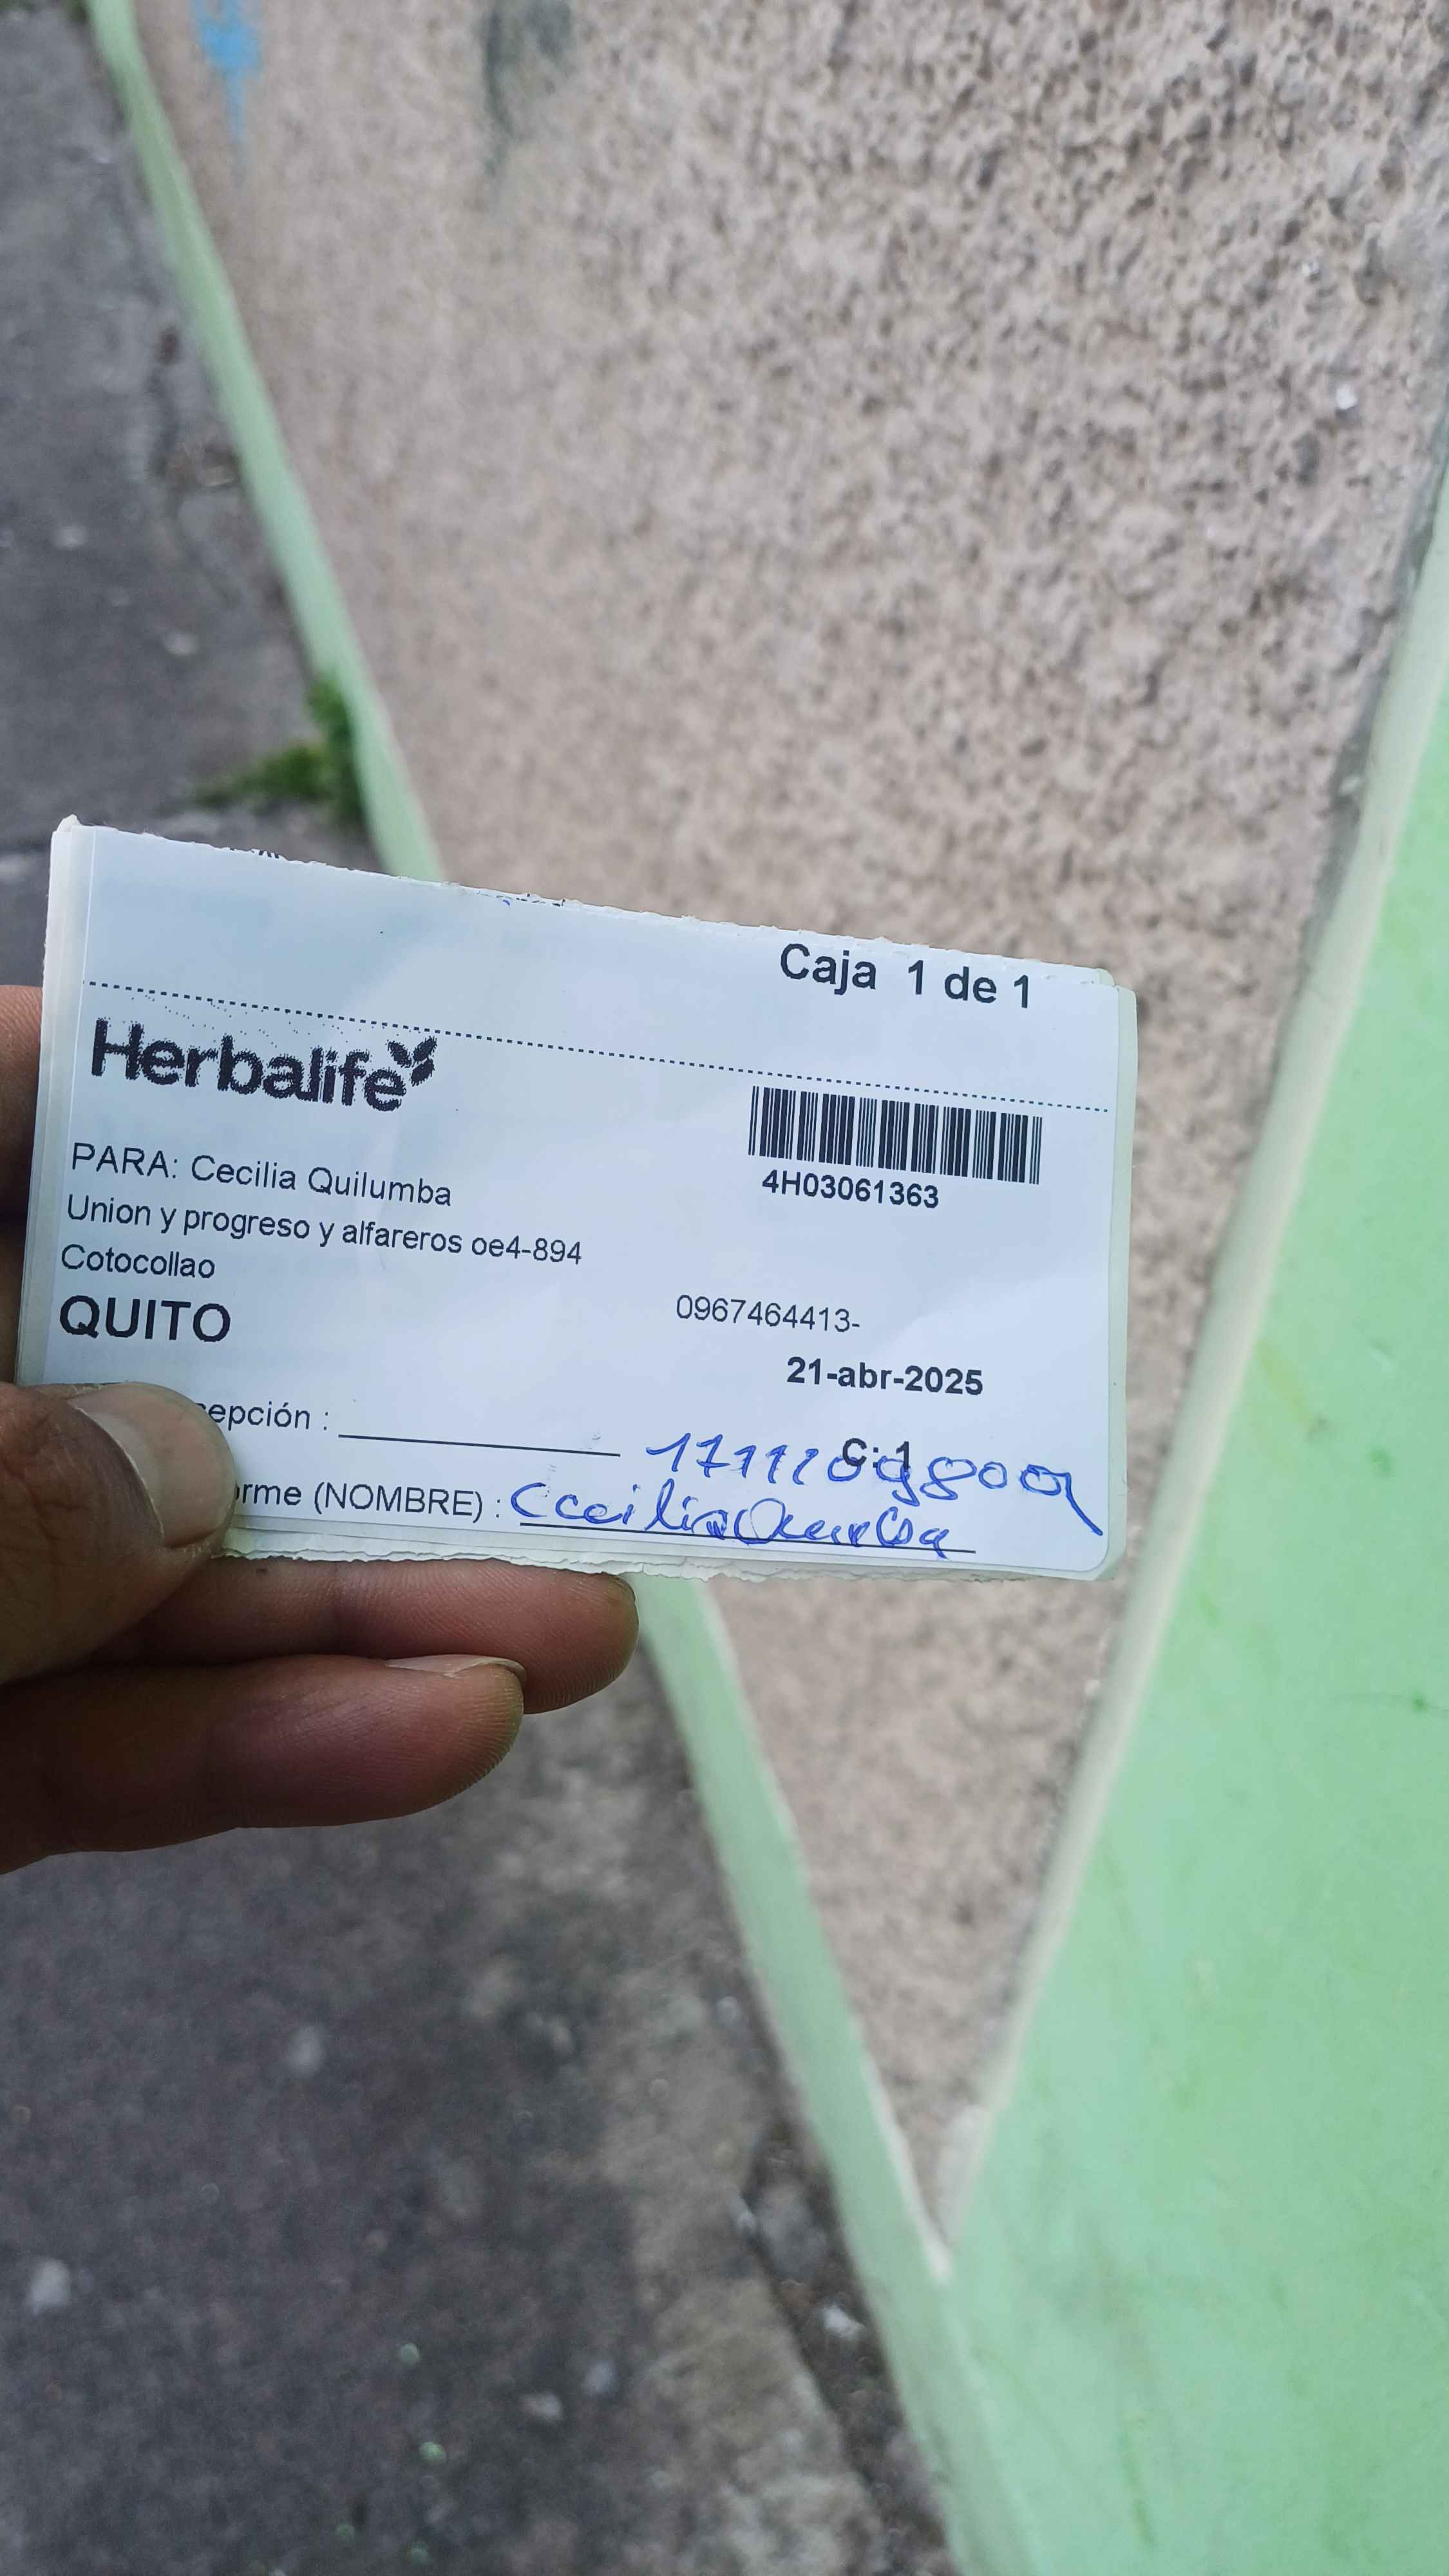 Caja 1 de 1
Herbalife
4H03061363
PARA: Cecilia Quilumba
Union y progreso y alfareros oe4-894
Cotocollao
QUITO
0967464413-
21-abr-2025
epción :
C: 1
rme (NOMBRE) : Cecilia